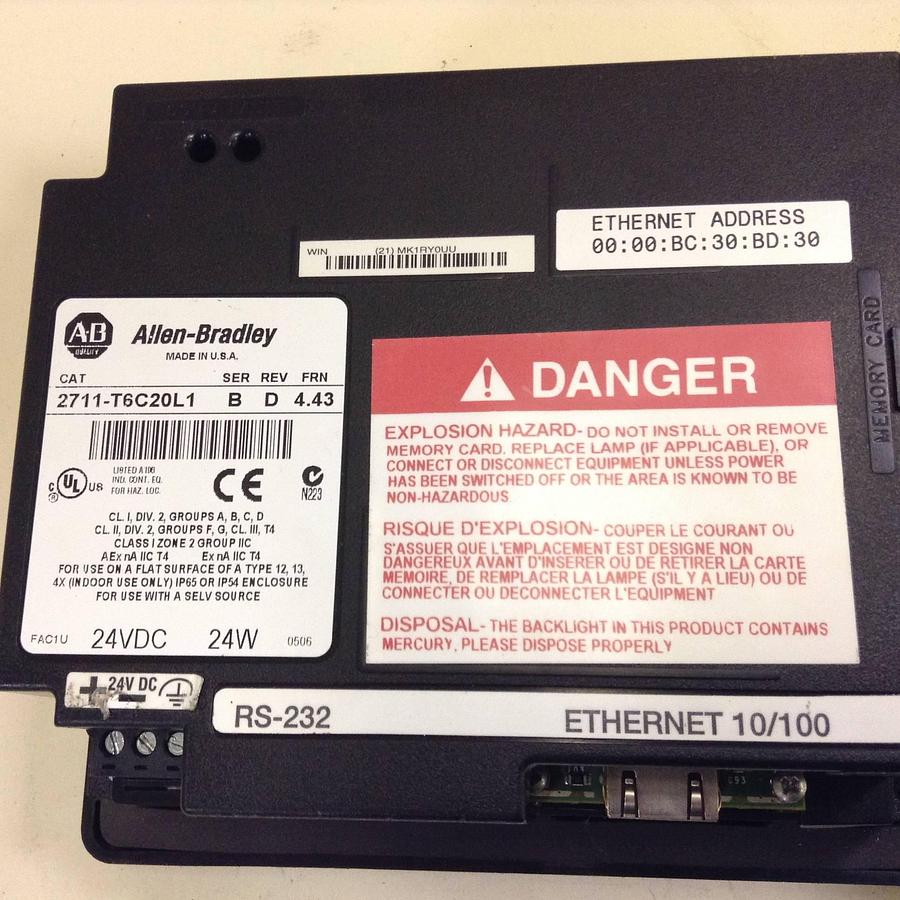 ETHERNET ADDRESS
00:00:BC:30:BD:30
WIN (21) MK1RY0UU
MEMORY CARD
A-B
QUALITY
Allen-Bradley
MADE IN U.S.A.
CAT SER REV FRN
2711-T6C20L1 B D 4.43
C UL US
LISTED
IND. CONT. EQ.
FOR HAZ. LOC.
CE
N223
CL. I, DIV. 2, GROUPS A, B, C, D
CL. II, DIV. 2, GROUPS F, G, CL. III, T4
CLASS I ZONE 2 GROUP IIC
AEx nA IIC T4 Ex nA IIC T4
FOR USE ON A FLAT SURFACE OF A TYPE 12, 13,
4X (INDOOR USE ONLY) IP65 OR IP54 ENCLOSURE
FOR USE WITH A SELV SOURCE
FAC1U 24VDC 24W 0506
DANGER
EXPLOSION HAZARD- DO NOT INSTALL OR REMOVE
MEMORY CARD, REPLACE LAMP (IF APPLICABLE), OR
CONNECT OR DISCONNECT EQUIPMENT UNLESS POWER
HAS BEEN SWITCHED OFF OR THE AREA IS KNOWN TO BE
NON-HAZARDOUS
RISQUE D'EXPLOSION- COUPER LE COURANT OU
S'ASSUER QUE L'EMPLACEMENT EST DESIGNE NON
DANGEREUX AVANT D'INSERER OU DE RETIRER LA CARTE
MEMOIRE, DE REMPLACER LA LAMPE (S'IL Y A LIEU) OU DE
CONNECTER OU DECONNECTER L'EQUIPMENT
DISPOSAL- THE BACKLIGHT IN THIS PRODUCT CONTAINS
MERCURY, PLEASE DISPOSE PROPERLY
+ 24V DC -
RS-232 ETHERNET 10/100